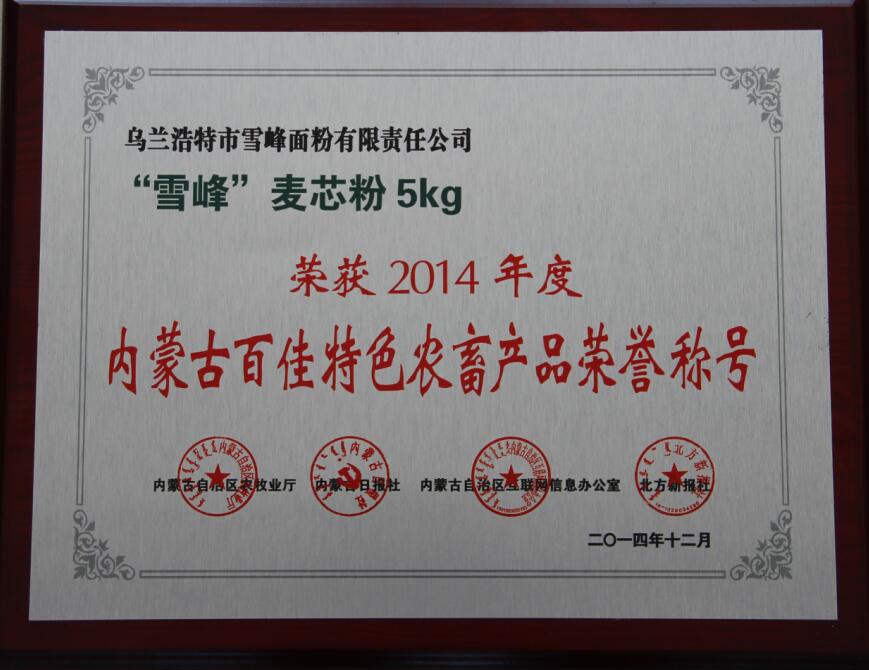 乌兰浩特市雪峰面粉有限责任公司
“雪峰”麦芯粉 5kg
荣获 2014 年度
内蒙古百佳特色农畜产品荣誉称号
内蒙古自治区农牧业厅 内蒙古日报社 内蒙古自治区互联网信息办公室 北方新报社
二〇一四年十二月